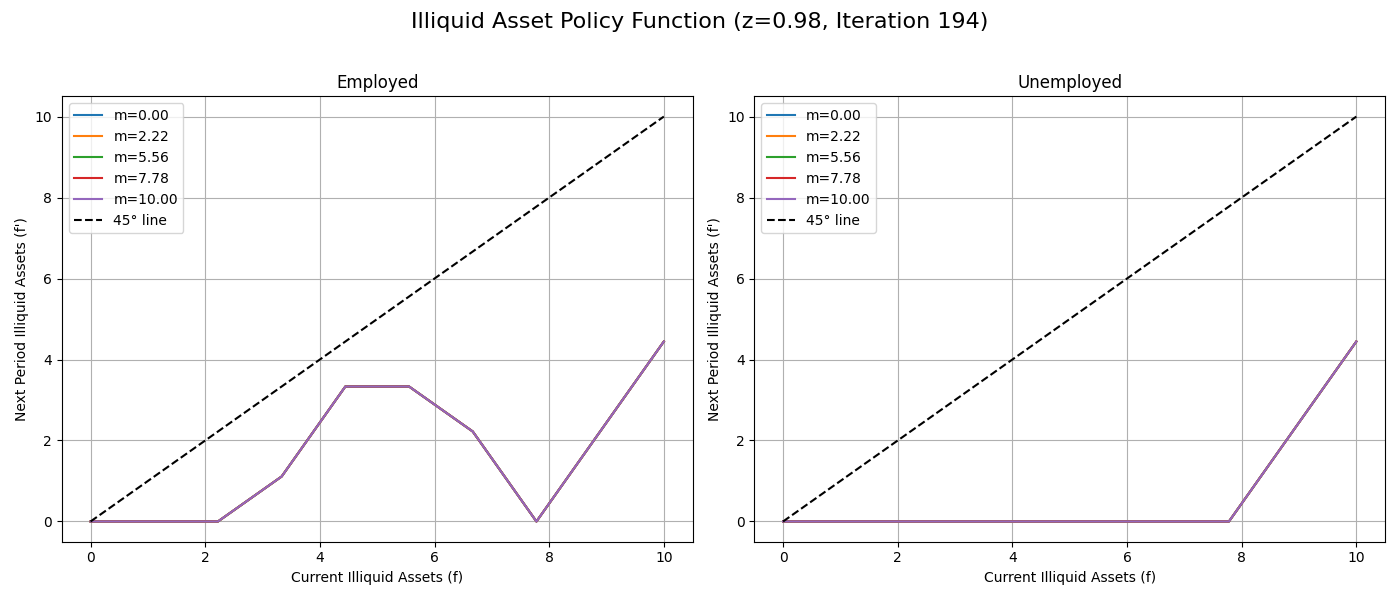 Illiquid Asset Policy Function (z=0.98, Iteration 194)
Employed
Next Period Illiquid Assets (f')
10
8
6
4
2
0
m=0.00
m=2.22
m=5.56
m=7.78
m=10.00
45° line
0 2 4 6 8 10
Current Illiquid Assets (f)
Unemployed
Next Period Illiquid Assets (f')
10
8
6
4
2
0
m=0.00
m=2.22
m=5.56
m=7.78
m=10.00
45° line
0 2 4 6 8 10
Current Illiquid Assets (f)